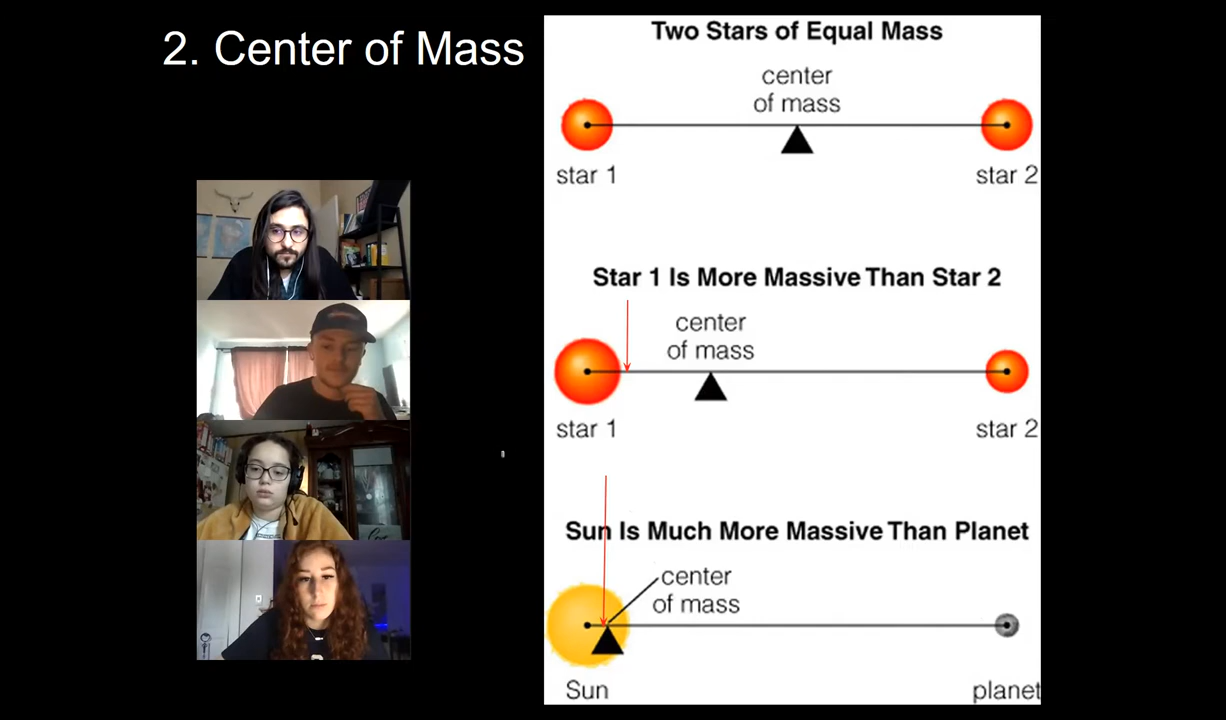 2. Center of Mass
Two Stars of Equal Mass
center
of mass
star 1
star 2
Star 1 Is More Massive Than Star 2
center
of mass
star 1
star 2
Sun Is Much More Massive Than Planet
center
of mass
Sun
planet